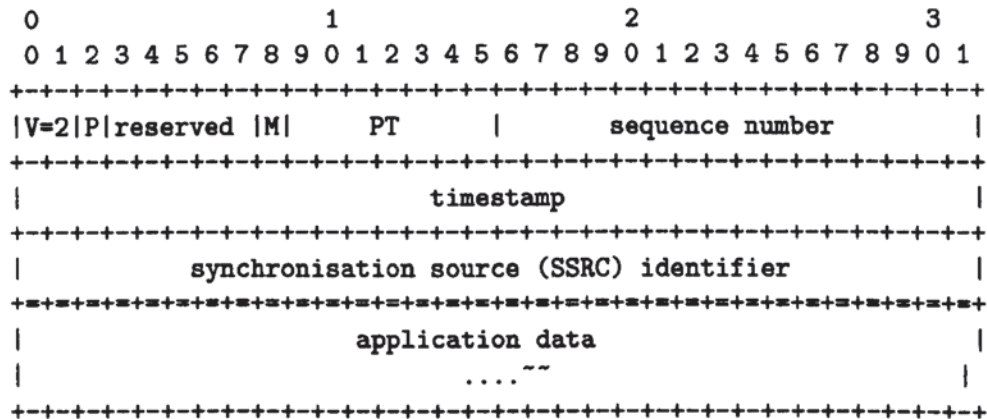 0                   1                   2                   3
0 1 2 3 4 5 6 7 8 9 0 1 2 3 4 5 6 7 8 9 0 1 2 3 4 5 6 7 8 9 0 1
+-+-+-+-+-+-+-+-+-+-+-+-+-+-+-+-+-+-+-+-+-+-+-+-+-+-+-+-+-+-+-+-+
|V=2|P|reserved |M|     PT      |       sequence number         |
+-+-+-+-+-+-+-+-+-+-+-+-+-+-+-+-+-+-+-+-+-+-+-+-+-+-+-+-+-+-+-+-+
|                           timestamp                           |
+-+-+-+-+-+-+-+-+-+-+-+-+-+-+-+-+-+-+-+-+-+-+-+-+-+-+-+-+-+-+-+-+
|           synchronisation source (SSRC) identifier            |
+=+=+=+=+=+=+=+=+=+=+=+=+=+=+=+=+=+=+=+=+=+=+=+=+=+=+=+=+=+=+=+=+
|                      application data                         |
|                             ....~~                           |
+-+-+-+-+-+-+-+-+-+-+-+-+-+-+-+-+-+-+-+-+-+-+-+-+-+-+-+-+-+-+-+-+